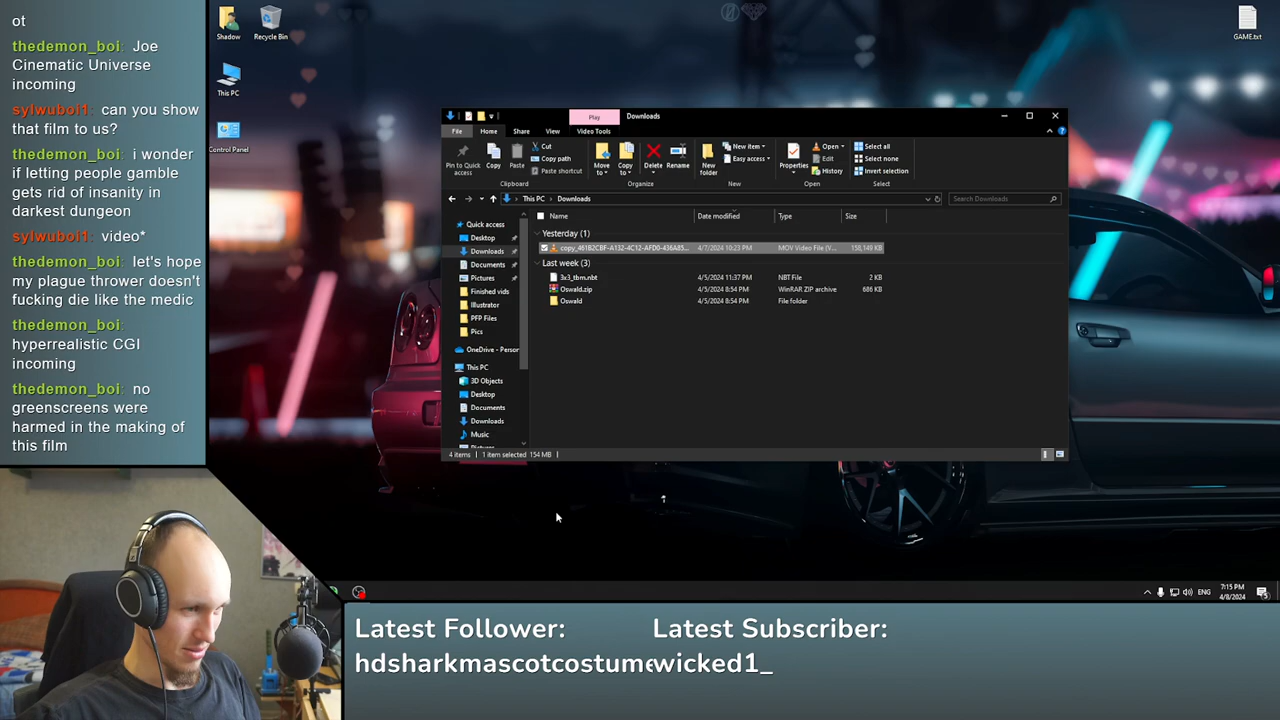 ot
thedemon_boi: Joe
Cinematic Universe
incoming
sylwuboi1: can you show
that film to us?
thedemon_boi: i wonder
if letting people gamble
gets rid of insanity in
darkest dungeon
sylwuboi1: video*
thedemon_boi: let's hope
my plague thrower doesn't
fucking die like the medic
thedemon_boi:
hyperrealistic CGI
incoming
thedemon_boi: no
greenscreens were
harmed in the making of
this film
Shadow
Recycle Bin
This PC
Control Panel
GAME.txt
Play
Downloads
File
Home
Share
View
Video Tools
Pin to Quick access
Copy
Paste
Cut
Copy path
Paste shortcut
Clipboard
Move to
Copy to
Delete
Rename
Organize
New folder
New item
Easy access
New
Properties
Open
Edit
History
Open
Select all
Select none
Invert selection
Select
This PC > Downloads
Search Downloads
Name
Date modified
Type
Size
Quick access
Desktop
Downloads
Documents
Pictures
Finished vids
Illustrator
PFP Files
Pics
OneDrive - Person
This PC
3D Objects
Desktop
Documents
Downloads
Music
Yesterday (1)
4/7/2024 10:23 PM
MOV Video File (V...
158,149 KB
Last week (3)
3x3_tbm.nbt
4/5/2024 11:37 PM
NBT File
2 KB
Oswald.zip
4/5/2024 8:54 PM
WinRAR ZIP archive
686 KB
Oswald
4/5/2024 8:54 PM
File folder
4 items
1 item selected 154 MB
ENG
7:15 PM
4/8/2024
Latest Follower:
hdsharkmascotcostume
Latest Subscriber:
wicked1_